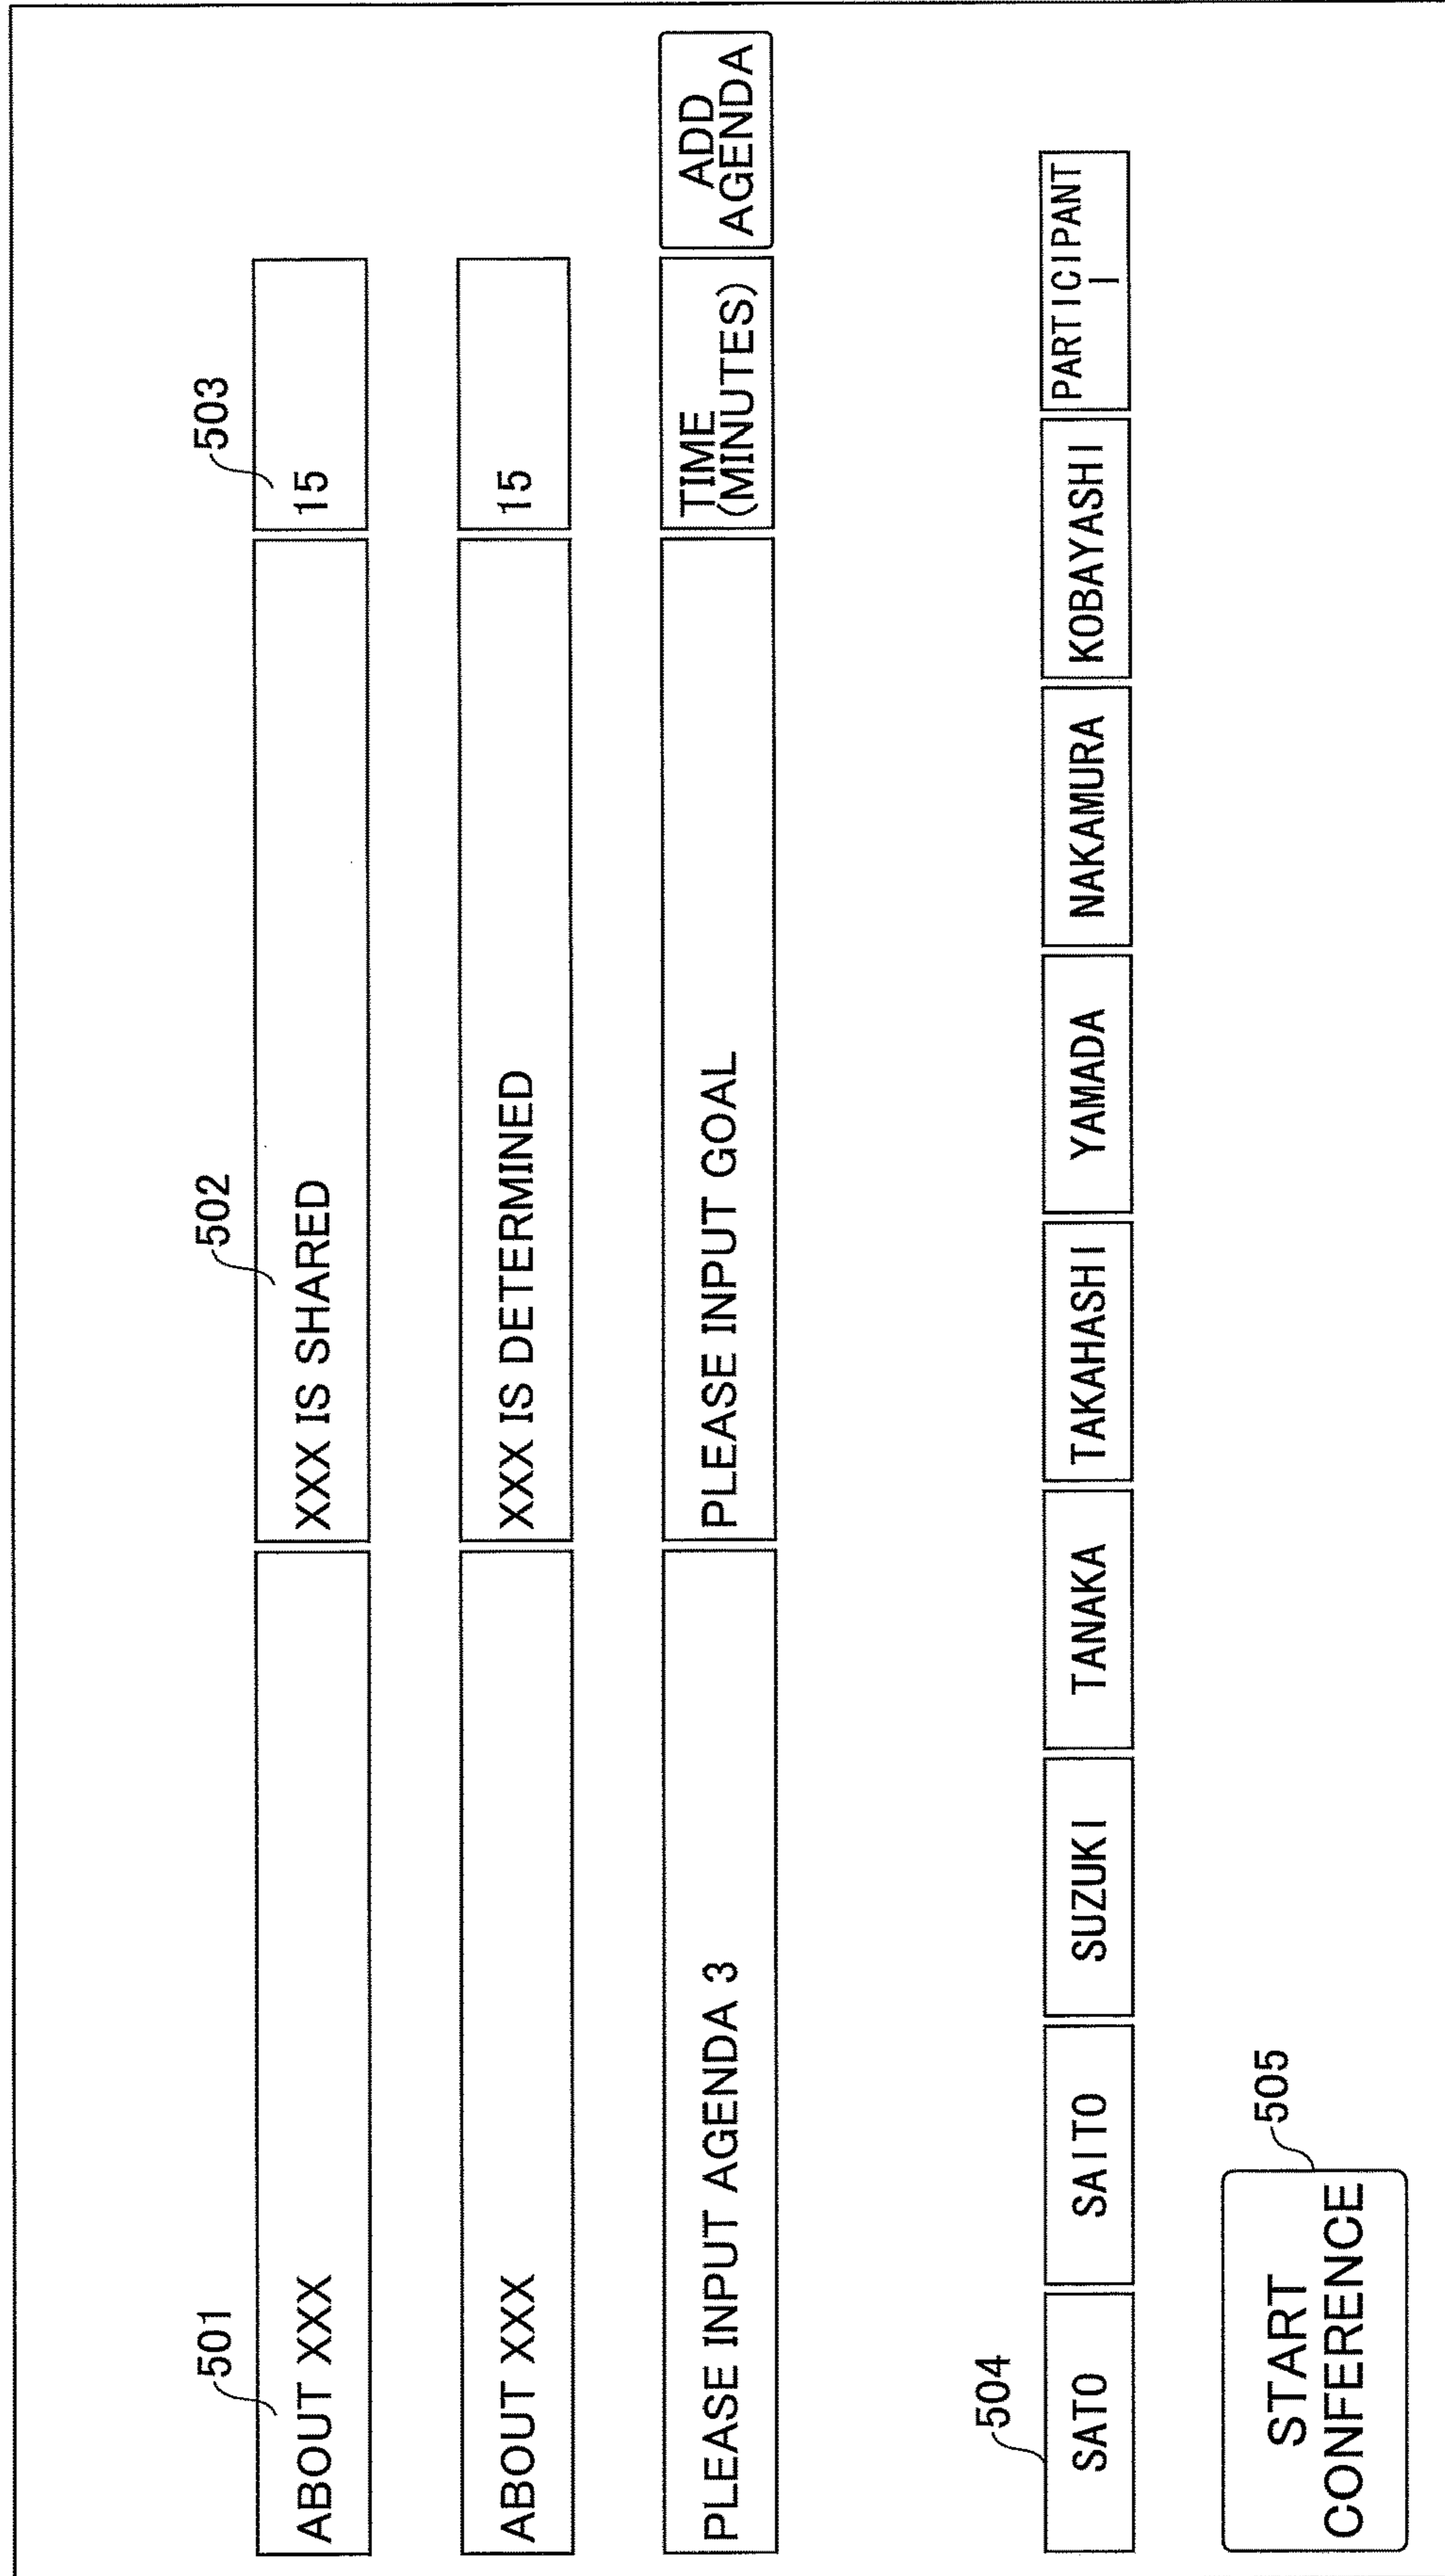 501
502
503
ABOUT XXX
XXX IS SHARED
15
ABOUT XXX
XXX IS DETERMINED
15
PLEASE INPUT AGENDA 3
PLEASE INPUT GOAL
TIME
(MINUTES)
ADD
AGENDA
504
SATO
SAITO
SUZUKI
TANAKA
TAKAHASHI
YAMADA
NAKAMURA
KOBAYASHI
PARTICIPANT
I
START
CONFERENCE
505